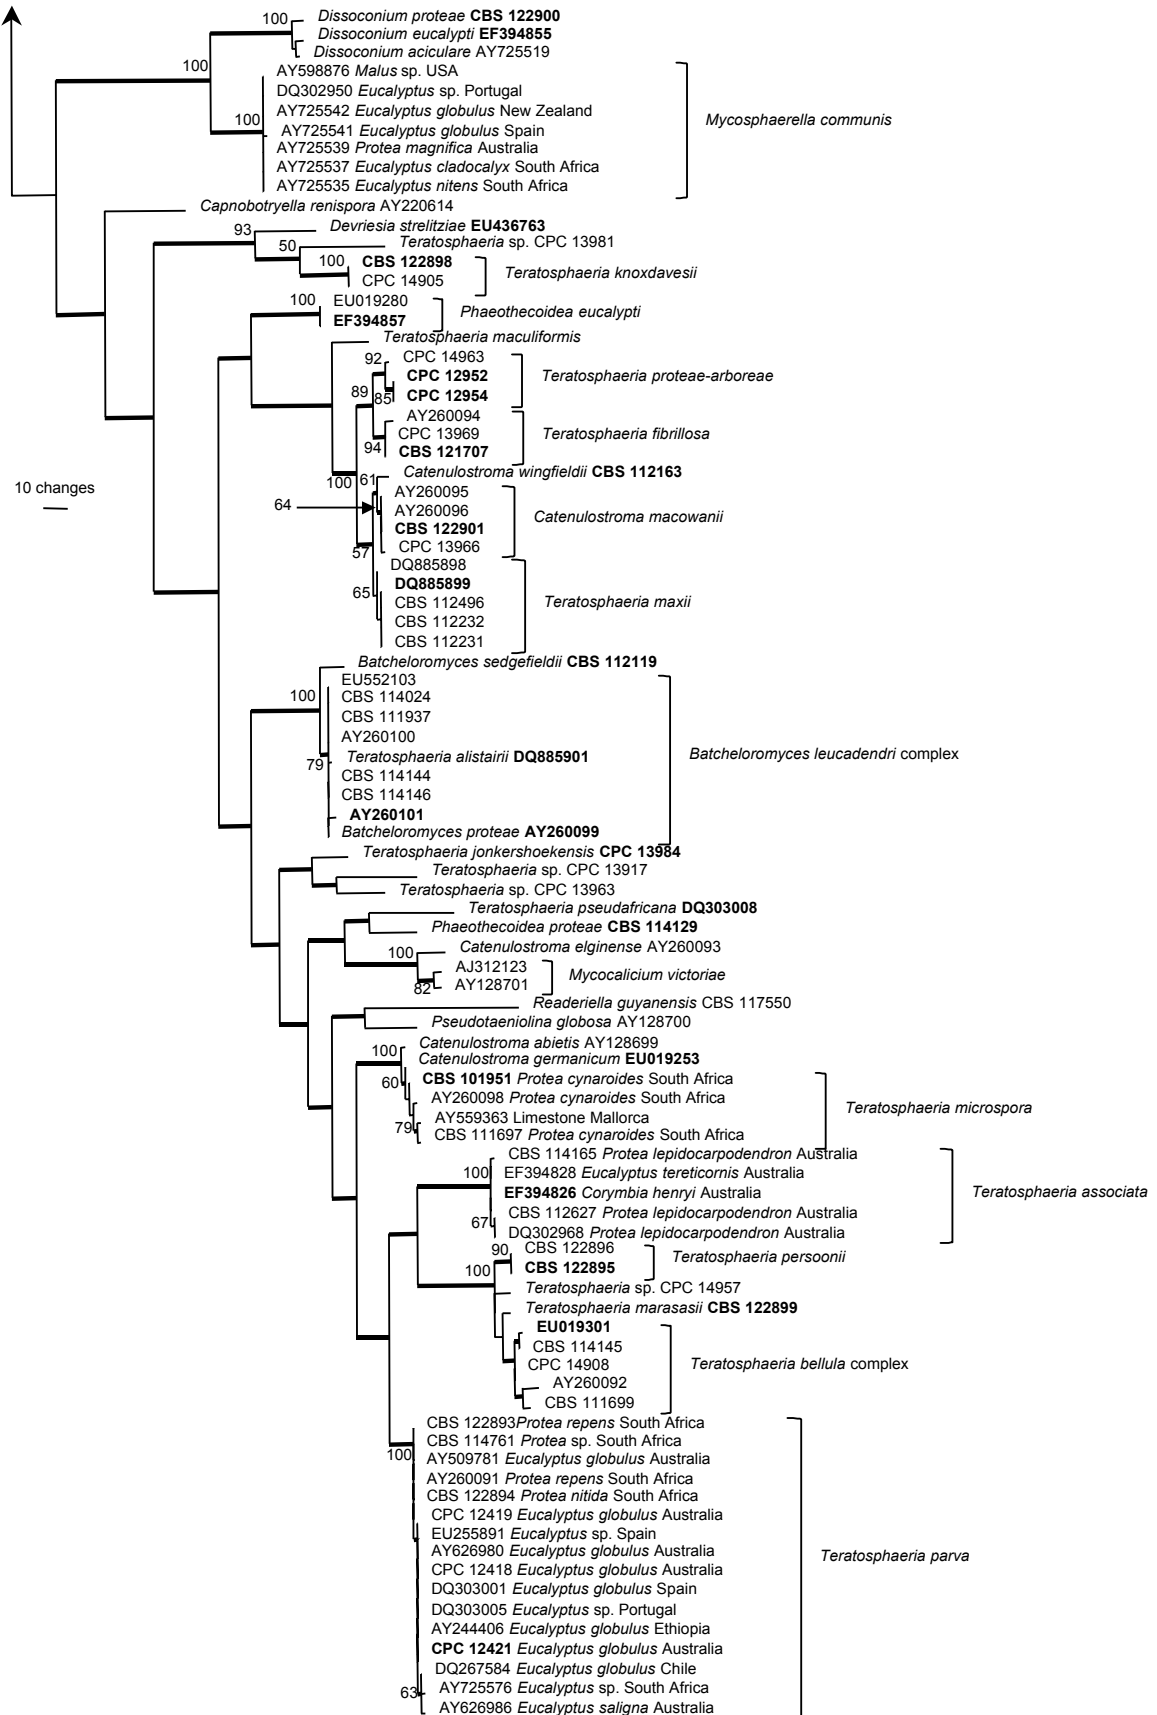 100
Dissoconium proteae CBS 122900
Dissoconium eucalypti EF394855
Dissoconium aciculare AY725519
100
AY598876 Malus sp. USA
DQ302950 Eucalyptus sp. Portugal
AY725542 Eucalyptus globulus New Zealand
100
AY725541 Eucalyptus globulus Spain
Mycosphaerella communis
AY725539 Protea magnifica Australia
AY725537 Eucalyptus cladocalyx South Africa
AY725535 Eucalyptus nitens South Africa
Capnobotryella renispora AY220614
93
Devriesia strelitziae EU436763
50
Teratosphaeria sp. CPC 13981
100
CBS 122898
Teratosphaeria knoxdavesii
CPC 14905
100
EU019280
Phaeothecoidea eucalypti
EF394857
Teratosphaeria maculiformis
92
CPC 14963
CPC 12952
Teratosphaeria proteae-arboreae
89
85
CPC 12954
AY260094
CPC 13969
Teratosphaeria fibrillosa
94
CBS 121707
Catenulostroma wingfieldii CBS 112163
100
61
10 changes
AY260095
64
AY260096
Catenulostroma macowanii
CBS 122901
CPC 13966
57
DQ885898
DQ885899
65
CBS 112496
Teratosphaeria maxii
CBS 112232
CBS 112231
Batcheloromyces sedgefieldii CBS 112119
EU552103
100
CBS 114024
CBS 111937
AY260100
Teratosphaeria alistairii DQ885901
Batcheloromyces leucadendri complex
79
CBS 114144
CBS 114146
AY260101
Batcheloromyces proteae AY260099
Teratosphaeria jonkershoekensis CPC 13984
Teratosphaeria sp. CPC 13917
Teratosphaeria sp. CPC 13963
Teratosphaeria pseudafricana DQ303008
Phaeothecoidea proteae CBS 114129
100
Catenulostroma elginense AY260093
AJ312123
Mycocalicium victoriae
82
AY128701
Readeriella guyanensis CBS 117550
Pseudotaeniolina globosa AY128700
100
Catenulostroma abietis AY128699
Catenulostroma germanicum EU019253
60
CBS 101951 Protea cynaroides South Africa
AY260098 Protea cynaroides South Africa
Teratosphaeria microspora
AY559363 Limestone Mallorca
79
CBS 111697 Protea cynaroides South Africa
CBS 114165 Protea lepidocarpodendron Australia
100
EF394828 Eucalyptus tereticornis Australia
EF394826 Corymbia henryi Australia
Teratosphaeria associata
CBS 112627 Protea lepidocarpodendron Australia
67
DQ302968 Protea lepidocarpodendron Australia
90
CBS 122896
Teratosphaeria persoonii
100
CBS 122895
Teratosphaeria sp. CPC 14957
Teratosphaeria marasasii CBS 122899
EU019301
CBS 114145
CPC 14908
Teratosphaeria bellula complex
AY260092
CBS 111699
CBS 122893Protea repens South Africa
CBS 114761 Protea sp. South Africa
100
AY509781 Eucalyptus globulus Australia
AY260091 Protea repens South Africa
CBS 122894 Protea nitida South Africa
CPC 12419 Eucalyptus globulus Australia
EU255891 Eucalyptus sp. Spain
AY626980 Eucalyptus globulus Australia
Teratosphaeria parva
CPC 12418 Eucalyptus globulus Australia
DQ303001 Eucalyptus globulus Spain
DQ303005 Eucalyptus sp. Portugal
AY244406 Eucalyptus globulus Ethiopia
CPC 12421 Eucalyptus globulus Australia
DQ267584 Eucalyptus globulus Chile
63
AY725576 Eucalyptus sp. South Africa
AY626986 Eucalyptus saligna Australia